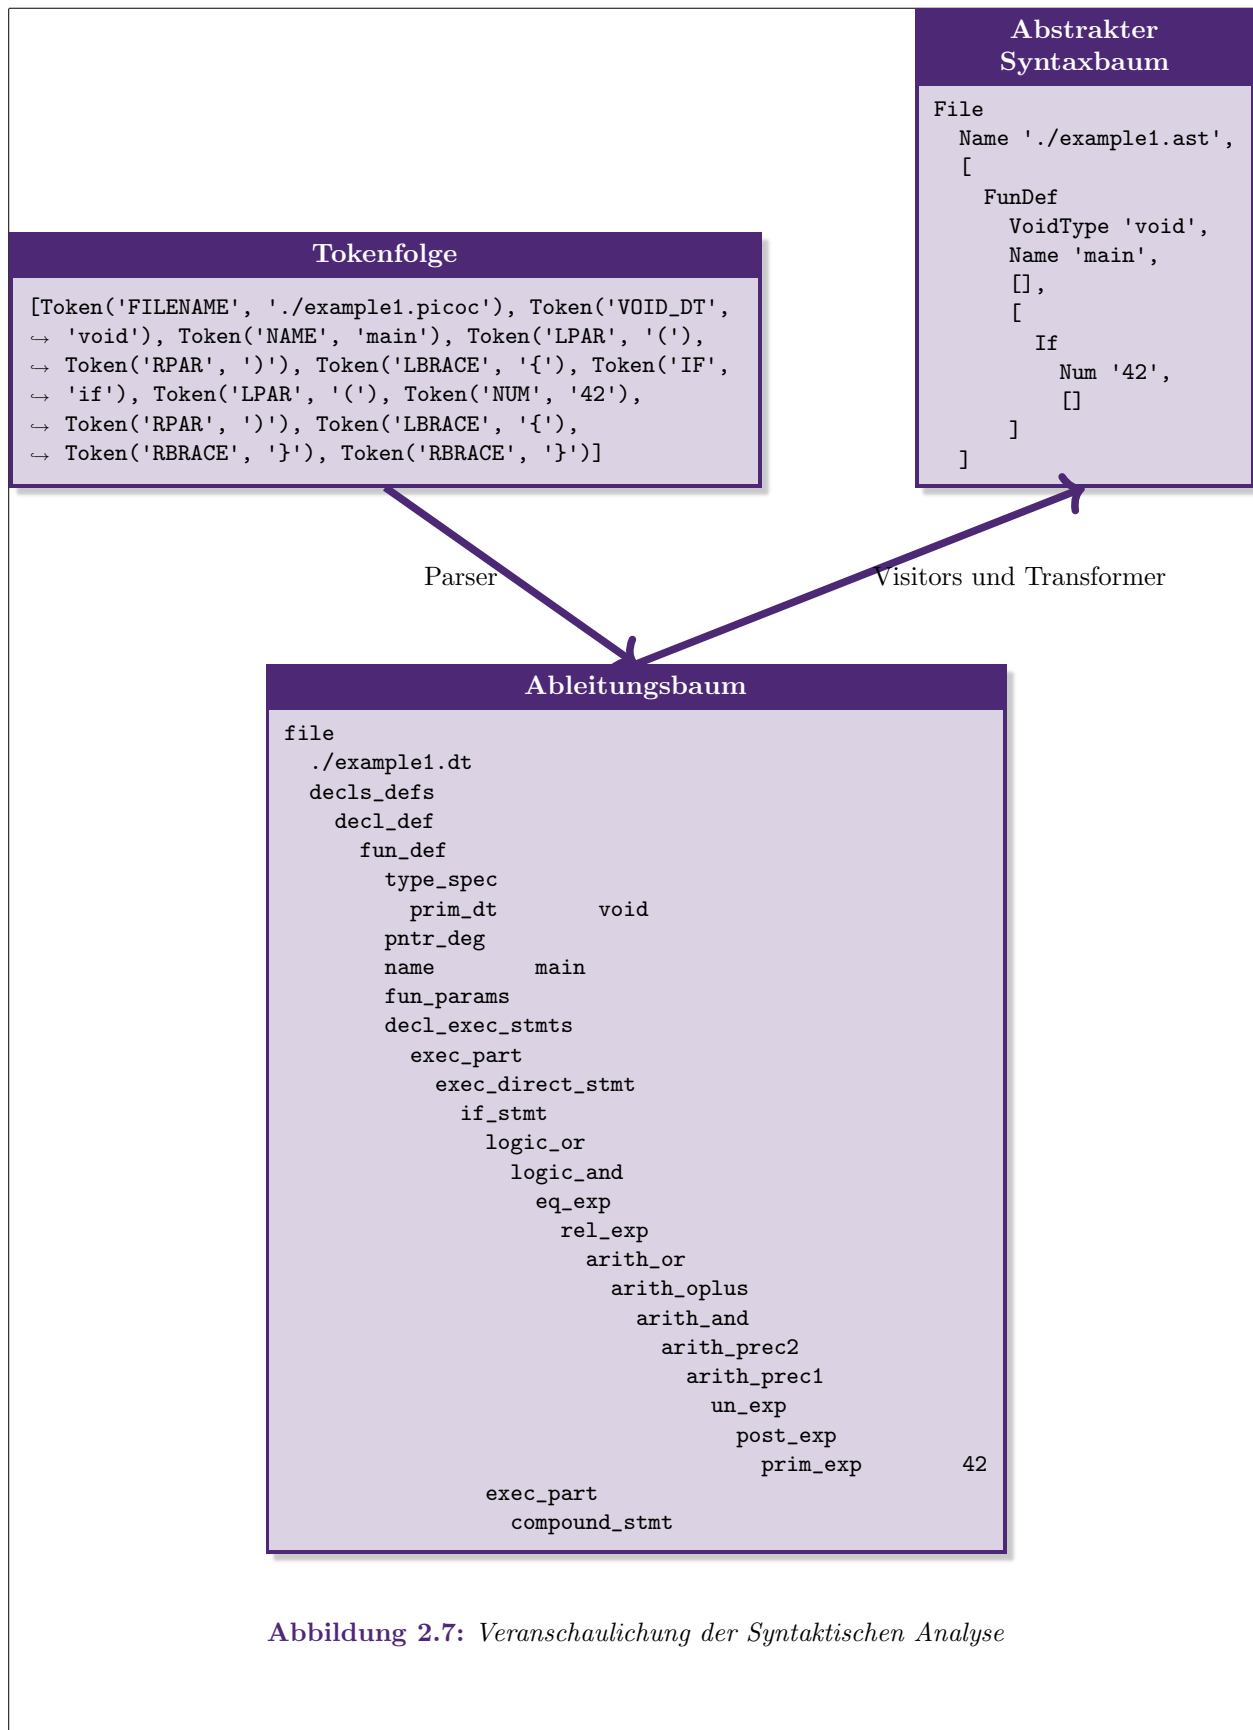 Abstrakter
Syntaxbaum
File
  Name './example1.ast',
  [
    FunDef
      VoidType 'void',
      Name 'main',
      [],
      [
        If
          Num '42',
          []
      ]
  ]
Tokenfolge
[Token('FILENAME', './example1.picoc'), Token('VOID_DT',
↪ 'void'), Token('NAME', 'main'), Token('LPAR', '('),
↪ Token('RPAR', ')'), Token('LBRACE', '{'), Token('IF',
↪ 'if'), Token('LPAR', '('), Token('NUM', '42'),
↪ Token('RPAR', ')'), Token('LBRACE', '{'),
↪ Token('RBRACE', '}'), Token('RBRACE', '}')]
Parser
Visitors und Transformer
Ableitungsbaum
file
  ./example1.dt
  decls_defs
    decl_def
      fun_def
        type_spec
          prim_dt        void
        pntr_deg
        name        main
        fun_params
        decl_exec_stmts
          exec_part
            exec_direct_stmt
              if_stmt
                logic_or
                  logic_and
                    eq_exp
                      rel_exp
                        arith_or
                          arith_oplus
                            arith_and
                              arith_prec2
                                arith_prec1
                                  un_exp
                                    post_exp
                                      prim_exp        42
                exec_part
                  compound_stmt
Abbildung 2.7: Veranschaulichung der Syntaktischen Analyse